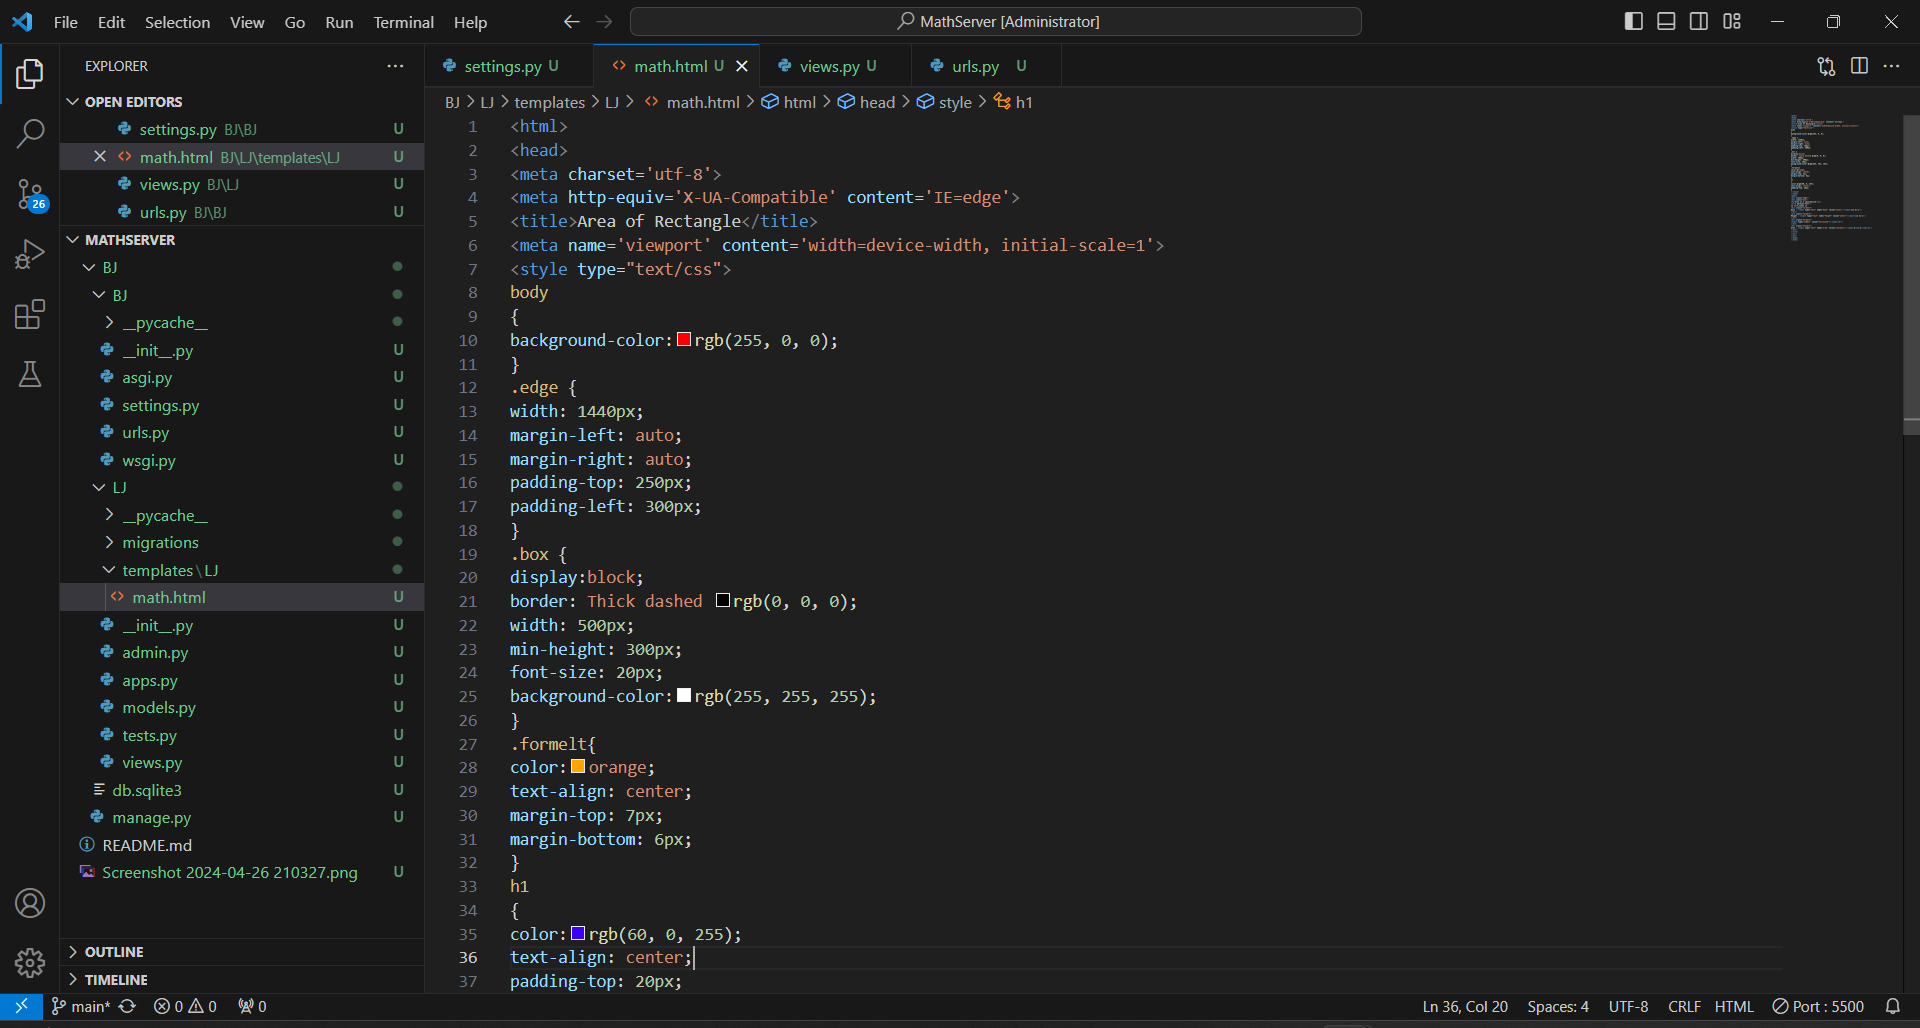 File Edit Selection View Go Run Terminal Help
MathServer [Administrator]
EXPLORER
OPEN EDITORS
settings.py BJ\BJ U
math.html BJ\LJ\templates\LJ U
views.py BJ\LJ U
urls.py BJ\BJ U
26
MATHSERVER
BJ
BJ
__pycache__
__init__.py U
asgi.py U
settings.py U
urls.py U
wsgi.py U
LJ
__pycache__
migrations
templates\LJ
math.html U
__init__.py U
admin.py U
apps.py U
models.py U
tests.py U
views.py U
db.sqlite3 U
manage.py U
README.md
Screenshot 2024-04-26 210327.png U
OUTLINE
TIMELINE
settings.py U math.html U views.py U urls.py U
BJ > LJ > templates > LJ > math.html > html > head > style > h1
1 <html>
2 <head>
3 <meta charset='utf-8'>
4 <meta http-equiv='X-UA-Compatible' content='IE=edge'>
5 <title>Area of Rectangle</title>
6 <meta name='viewport' content='width=device-width, initial-scale=1'>
7 <style type="text/css">
8 body
9 {
10 background-color:rgb(255, 0, 0);
11 }
12 .edge {
13 width: 1440px;
14 margin-left: auto;
15 margin-right: auto;
16 padding-top: 250px;
17 padding-left: 300px;
18 }
19 .box {
20 display:block;
21 border: Thick dashed rgb(0, 0, 0);
22 width: 500px;
23 min-height: 300px;
24 font-size: 20px;
25 background-color:rgb(255, 255, 255);
26 }
27 .formelt{
28 color:orange;
29 text-align: center;
30 margin-top: 7px;
31 margin-bottom: 6px;
32 }
33 h1
34 {
35 color:rgb(60, 0, 255);
36 text-align: center;
37 padding-top: 20px;
main* 0 0 0
Ln 36, Col 20 Spaces: 4 UTF-8 CRLF HTML Port : 5500